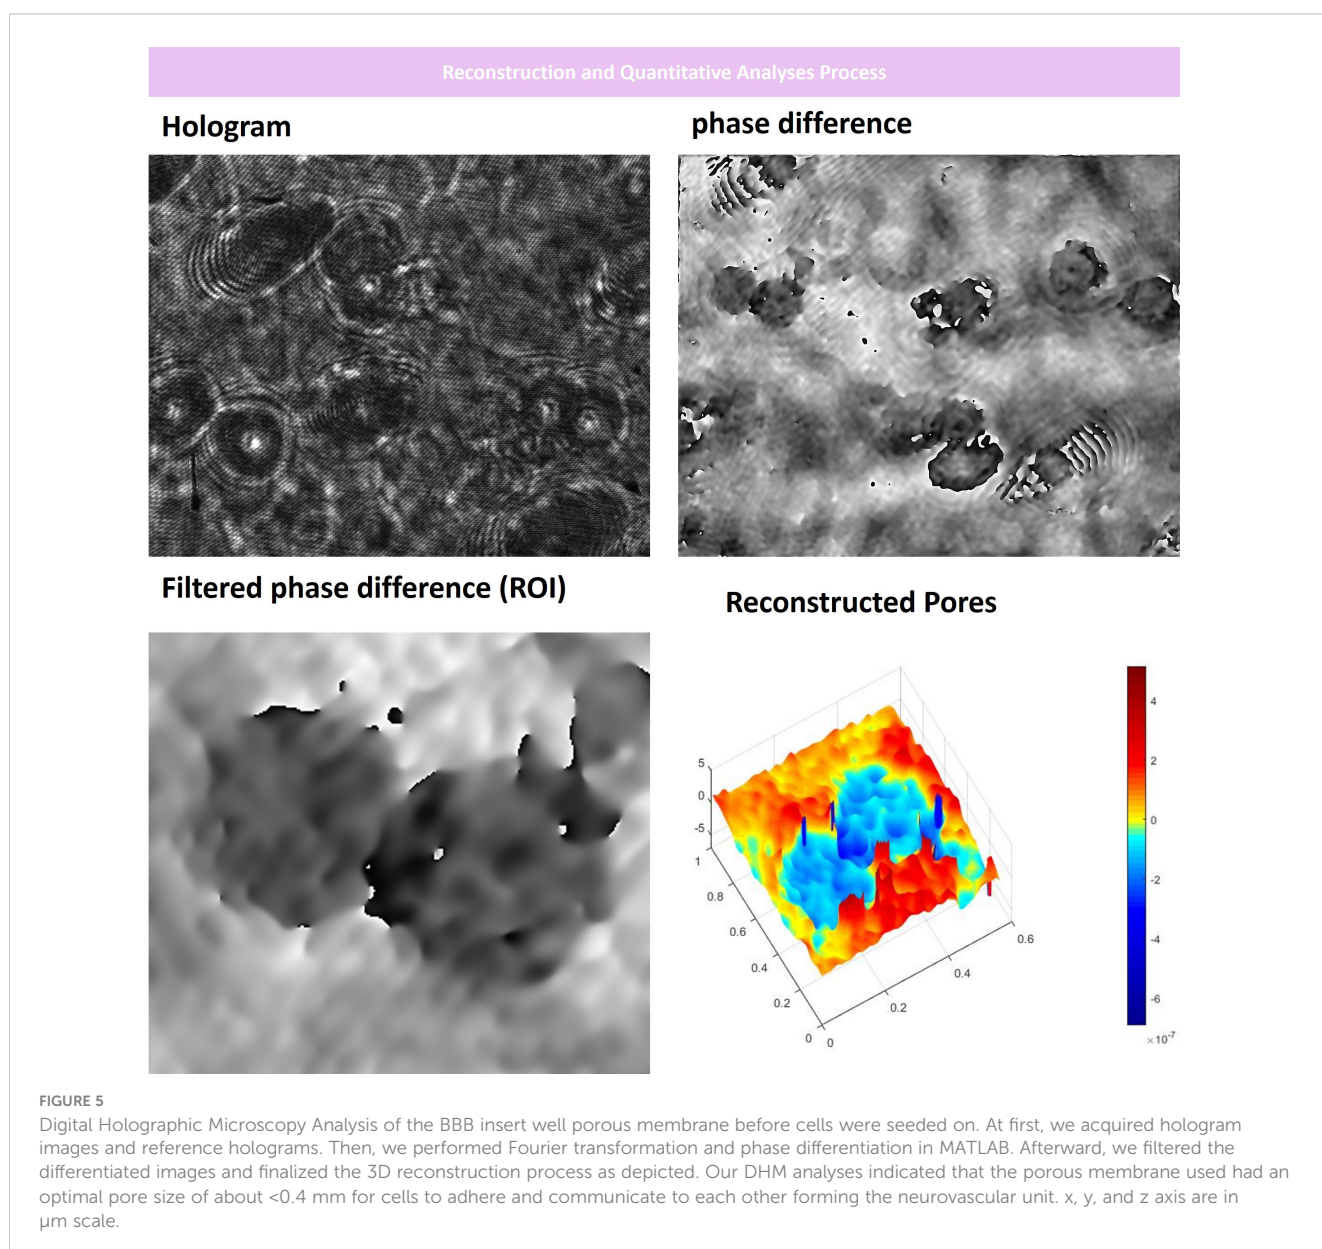 Reconstruction and Quantitative Analyses Process
Hologram
phase difference
Filtered phase difference (ROI)
Reconstructed Pores
5
0
-5
1
0.8
0.6
0.4
0.2
0
0
0.2
0.4
0.6
4
2
0
-2
-4
-6
×10-7
FIGURE 5
Digital Holographic Microscopy Analysis of the BBB insert well porous membrane before cells were seeded on. At first, we acquired hologram
images and reference holograms. Then, we performed Fourier transformation and phase differentiation in MATLAB. Afterward, we filtered the
differentiated images and finalized the 3D reconstruction process as depicted. Our DHM analyses indicated that the porous membrane used had an
optimal pore size of about <0.4 mm for cells to adhere and communicate to each other forming the neurovascular unit. x, y, and z axis are in
μm scale.